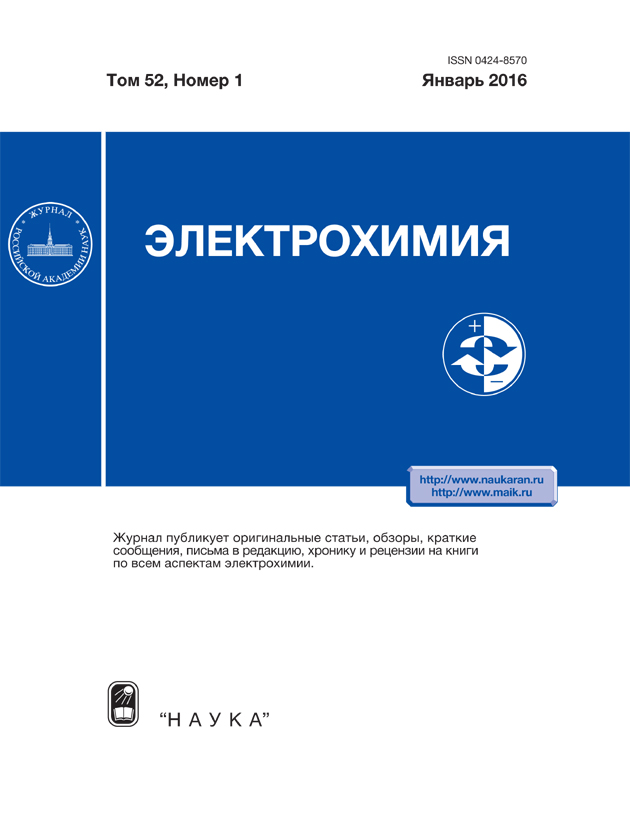 ISSN 0424-8570
Том 52, Номер 1
Январь 2016
ЖУРНАЛ
РОССИЙСКОЙ АКАДЕМИИ НАУК
ЭЛЕКТРОХИМИЯ
http://www.naukaran.ru
http://www.maik.ru
Журнал публикует оригинальные статьи, обзоры, краткие
сообщения, письма в редакцию, хронику и рецензии на книги
по всем аспектам электрохимии.
“НАУКА”